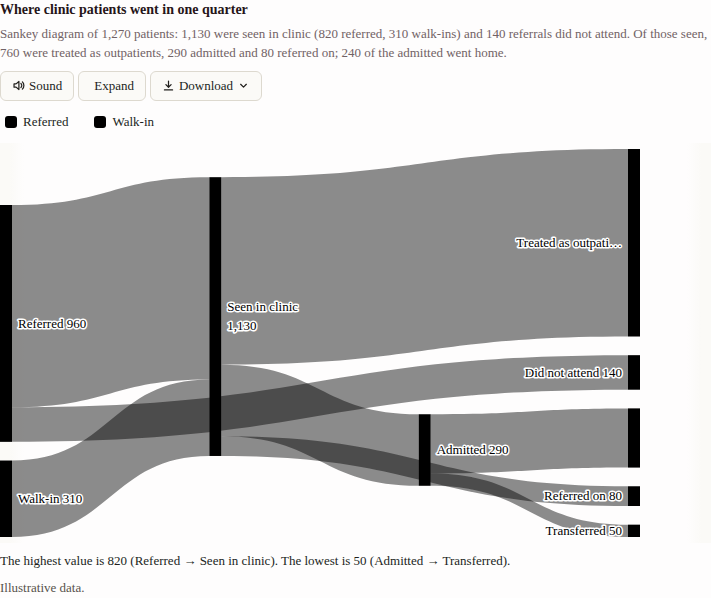 Where clinic patients went in one quarter
Sankey diagram of 1,270 patients: 1,130 were seen in clinic (820 referred, 310 walk-ins) and 140 referrals did not attend. Of those seen,
760 were treated as outpatients, 290 admitted and 80 referred on; 240 of the admitted went home.
Sound Expand Download
Referred Walk-in
Treated as outpati…
Seen in clinic
1,130
Referred 960
Did not attend 140
Admitted 290
Walk-in 310
Referred on 80
Transferred 50
The highest value is 820 (Referred → Seen in clinic). The lowest is 50 (Admitted → Transferred).
Illustrative data.